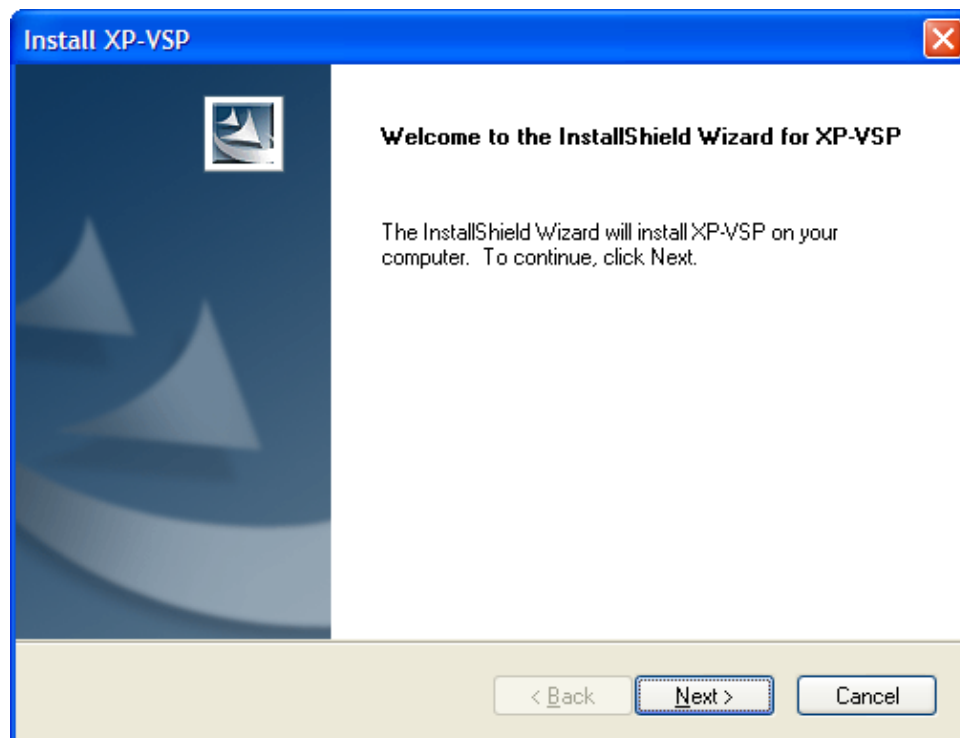 Install XP-VSP
Welcome to the InstallShield Wizard for XP-VSP
The InstallShield Wizard will install XP-VSP on your
computer.  To continue, click Next.
< Back
Next >
Cancel